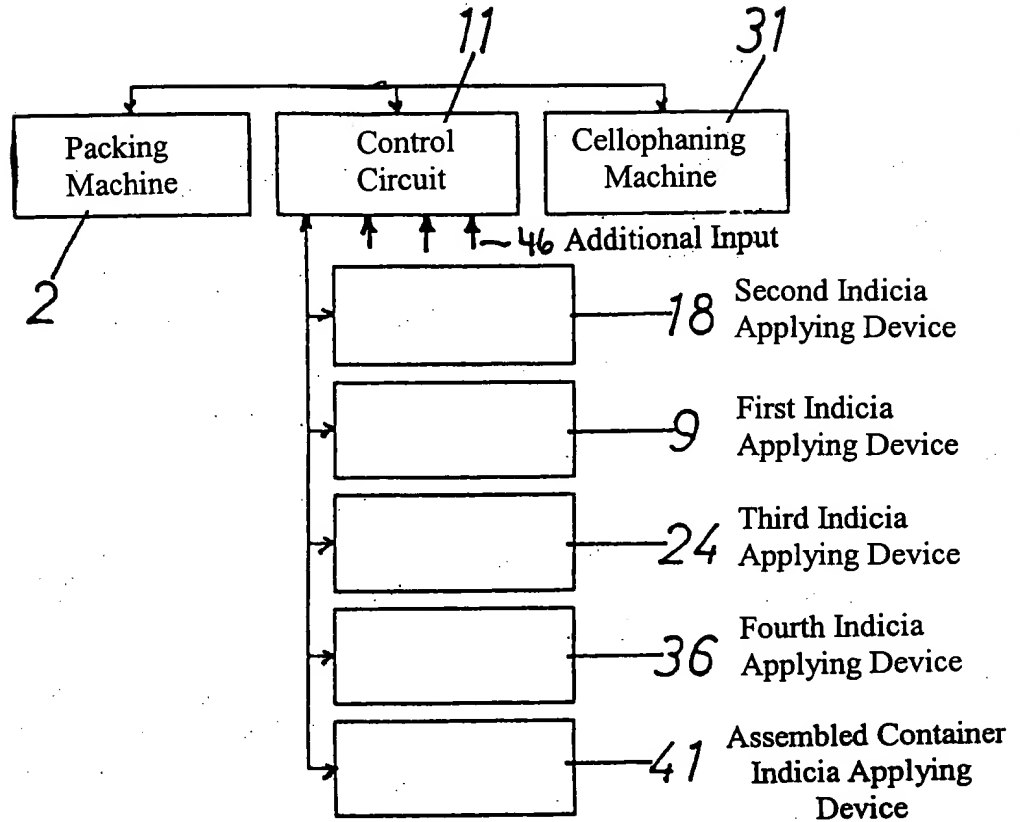 11
31
Packing
Machine
Control
Circuit
Cellophaning
Machine
2
46 Additional Input
18 Second Indicia
Applying Device
9 First Indicia
Applying Device
24 Third Indicia
Applying Device
36 Fourth Indicia
Applying Device
41 Assembled Container
Indicia Applying
Device